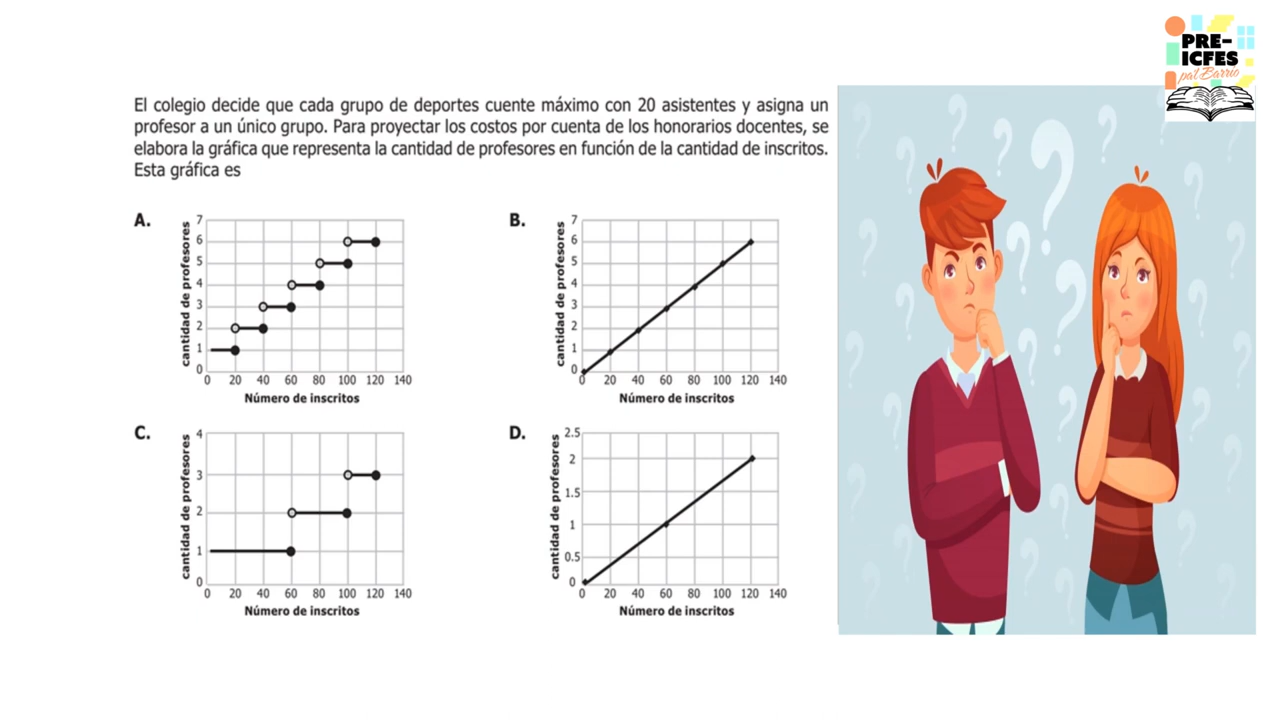 PRE-
ICFES
pa'l Barrio
El colegio decide que cada grupo de deportes cuente máximo con 20 asistentes y asigna un
profesor a un único grupo. Para proyectar los costos por cuenta de los honorarios docentes, se
elabora la gráfica que representa la cantidad de profesores en función de la cantidad de inscritos.
Esta gráfica es
A.
cantidad de profesores
7
6
5
4
3
2
1
0
0 20 40 60 80 100 120 140
Número de inscritos
B.
cantidad de profesores
7
6
5
4
3
2
1
0
0 20 40 60 80 100 120 140
Número de inscritos
C.
cantidad de profesores
4
3
2
1
0
0 20 40 60 80 100 120 140
Número de inscritos
D.
cantidad de profesores
2.5
2
1.5
1
0.5
0
0 20 40 60 80 100 120 140
Número de inscritos